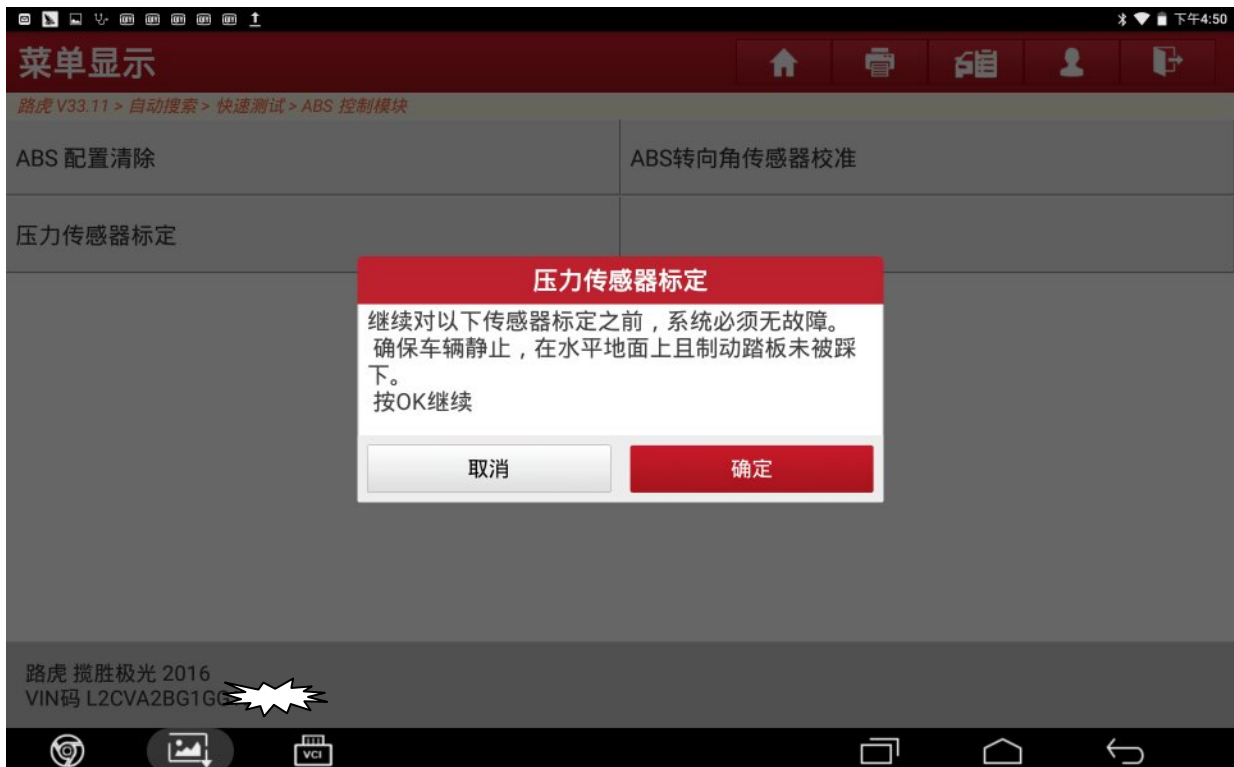 下午4:50
菜单显示
路虎 V33.11 > 自动搜索 > 快速测试 > ABS 控制模块
ABS 配置清除
ABS转向角传感器校准
压力传感器标定
压力传感器标定
继续对以下传感器标定之前，系统必须无故障。
确保车辆静止，在水平地面上且制动踏板未被踩
下。
按OK继续
取消
确定
路虎 揽胜极光 2016
VIN码 L2CVA2BG1GG
VCI